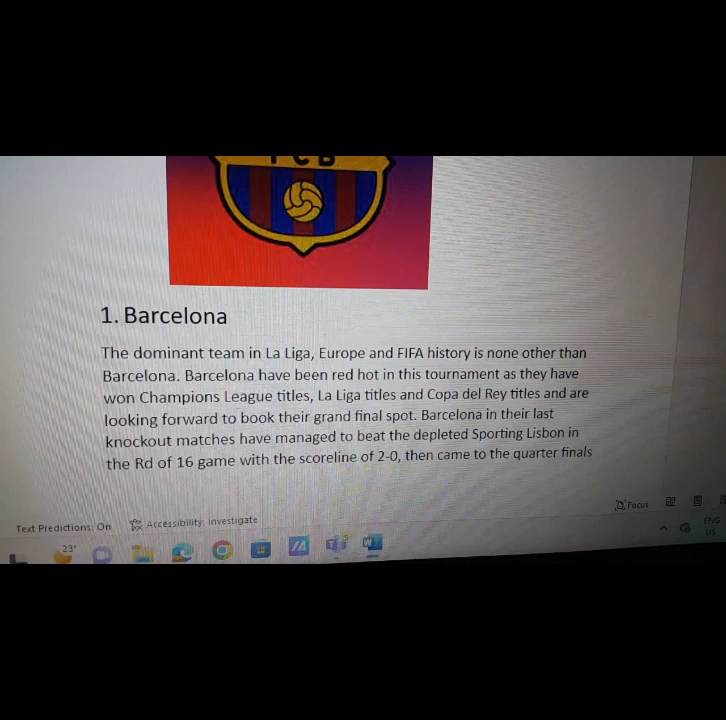 FCB
1. Barcelona
The dominant team in La Liga, Europe and FIFA history is none other than
Barcelona. Barcelona have been red hot in this tournament as they have
won Champions League titles, La Liga titles and Copa del Rey titles and are
looking forward to book their grand final spot. Barcelona in their last
knockout matches have managed to beat the depleted Sporting Lisbon in
the Rd of 16 game with the scoreline of 2-0, then came to the quarter finals
Text Predictions: On
Accessibility: Investigate
Focus
23°
ENG
US